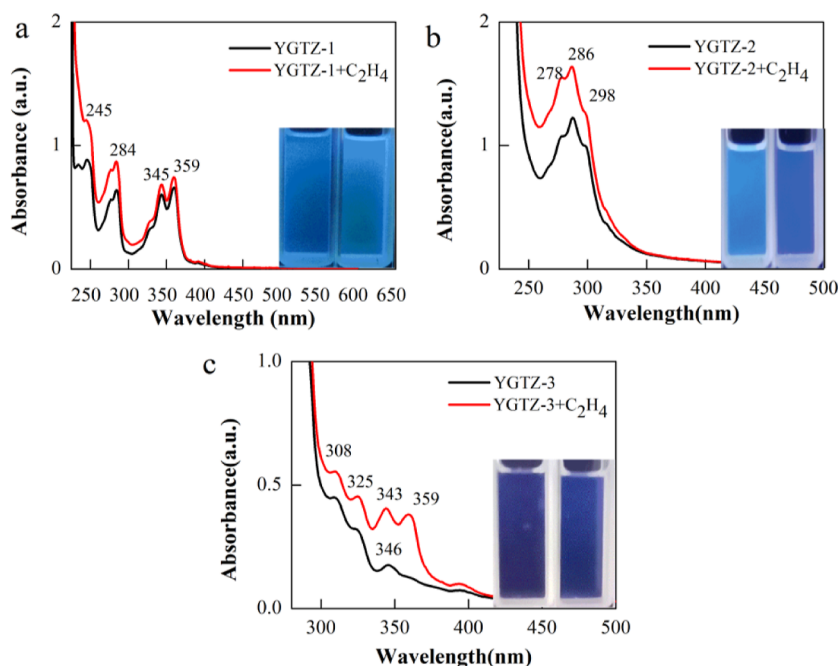 a
YGTZ-1
YGTZ-1+C₂H₄
245
284
345
359
2
1
0
Absorbance (a.u.)
250 300 350 400 450 500 550 600 650
Wavelength (nm)
b
YGTZ-2
YGTZ-2+C₂H₄
278
286
298
2
1
0
Absorbance(a.u.)
250 300 350 400 450 500
Wavelength(nm)
c
YGTZ-3
YGTZ-3+C₂H₄
308
325
343
359
346
1.0
0.5
0.0
Absorbance(a.u.)
300 350 400 450 500
Wavelength(nm)